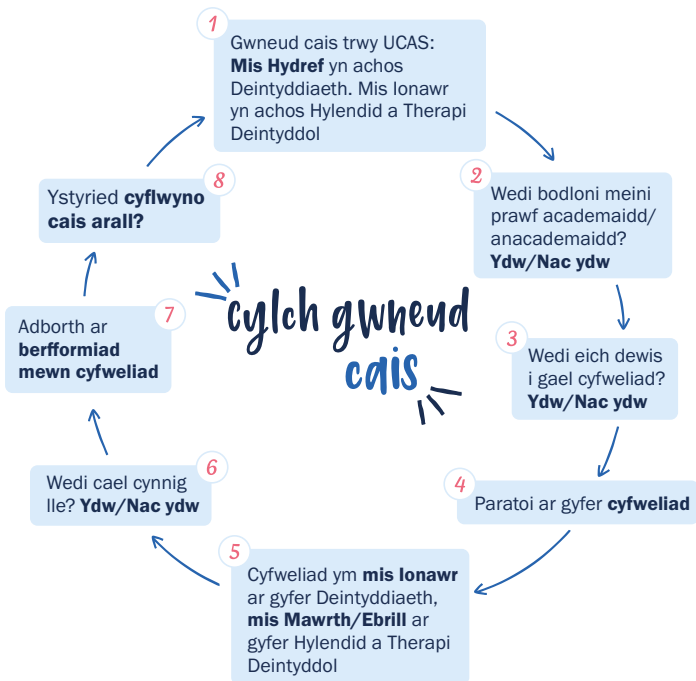 1
Gwneud cais trwy UCAS:
Mis Hydref yn achos
Deintyddiaeth. Mis Ionawr
yn achos Hylendid a Therapi
Deintyddol
2
Wedi bodloni meini
prawf academaidd/
anacademaidd?
Ydw/Nac ydw
3
Wedi eich dewis
i gael cyfweliad?
Ydw/Nac ydw
4
Paratoi ar gyfer cyfweliad
5
Cyfweliad ym mis Ionawr
ar gyfer Deintyddiaeth,
mis Mawrth/Ebrill ar
gyfer Hylendid a Therapi
Deintyddol
6
Wedi cael cynnig
lle? Ydw/Nac ydw
7
Adborth ar
berfformiad
mewn cyfweliad
8
Ystyried cyflwyno
cais arall?
cylch gwneud
cais